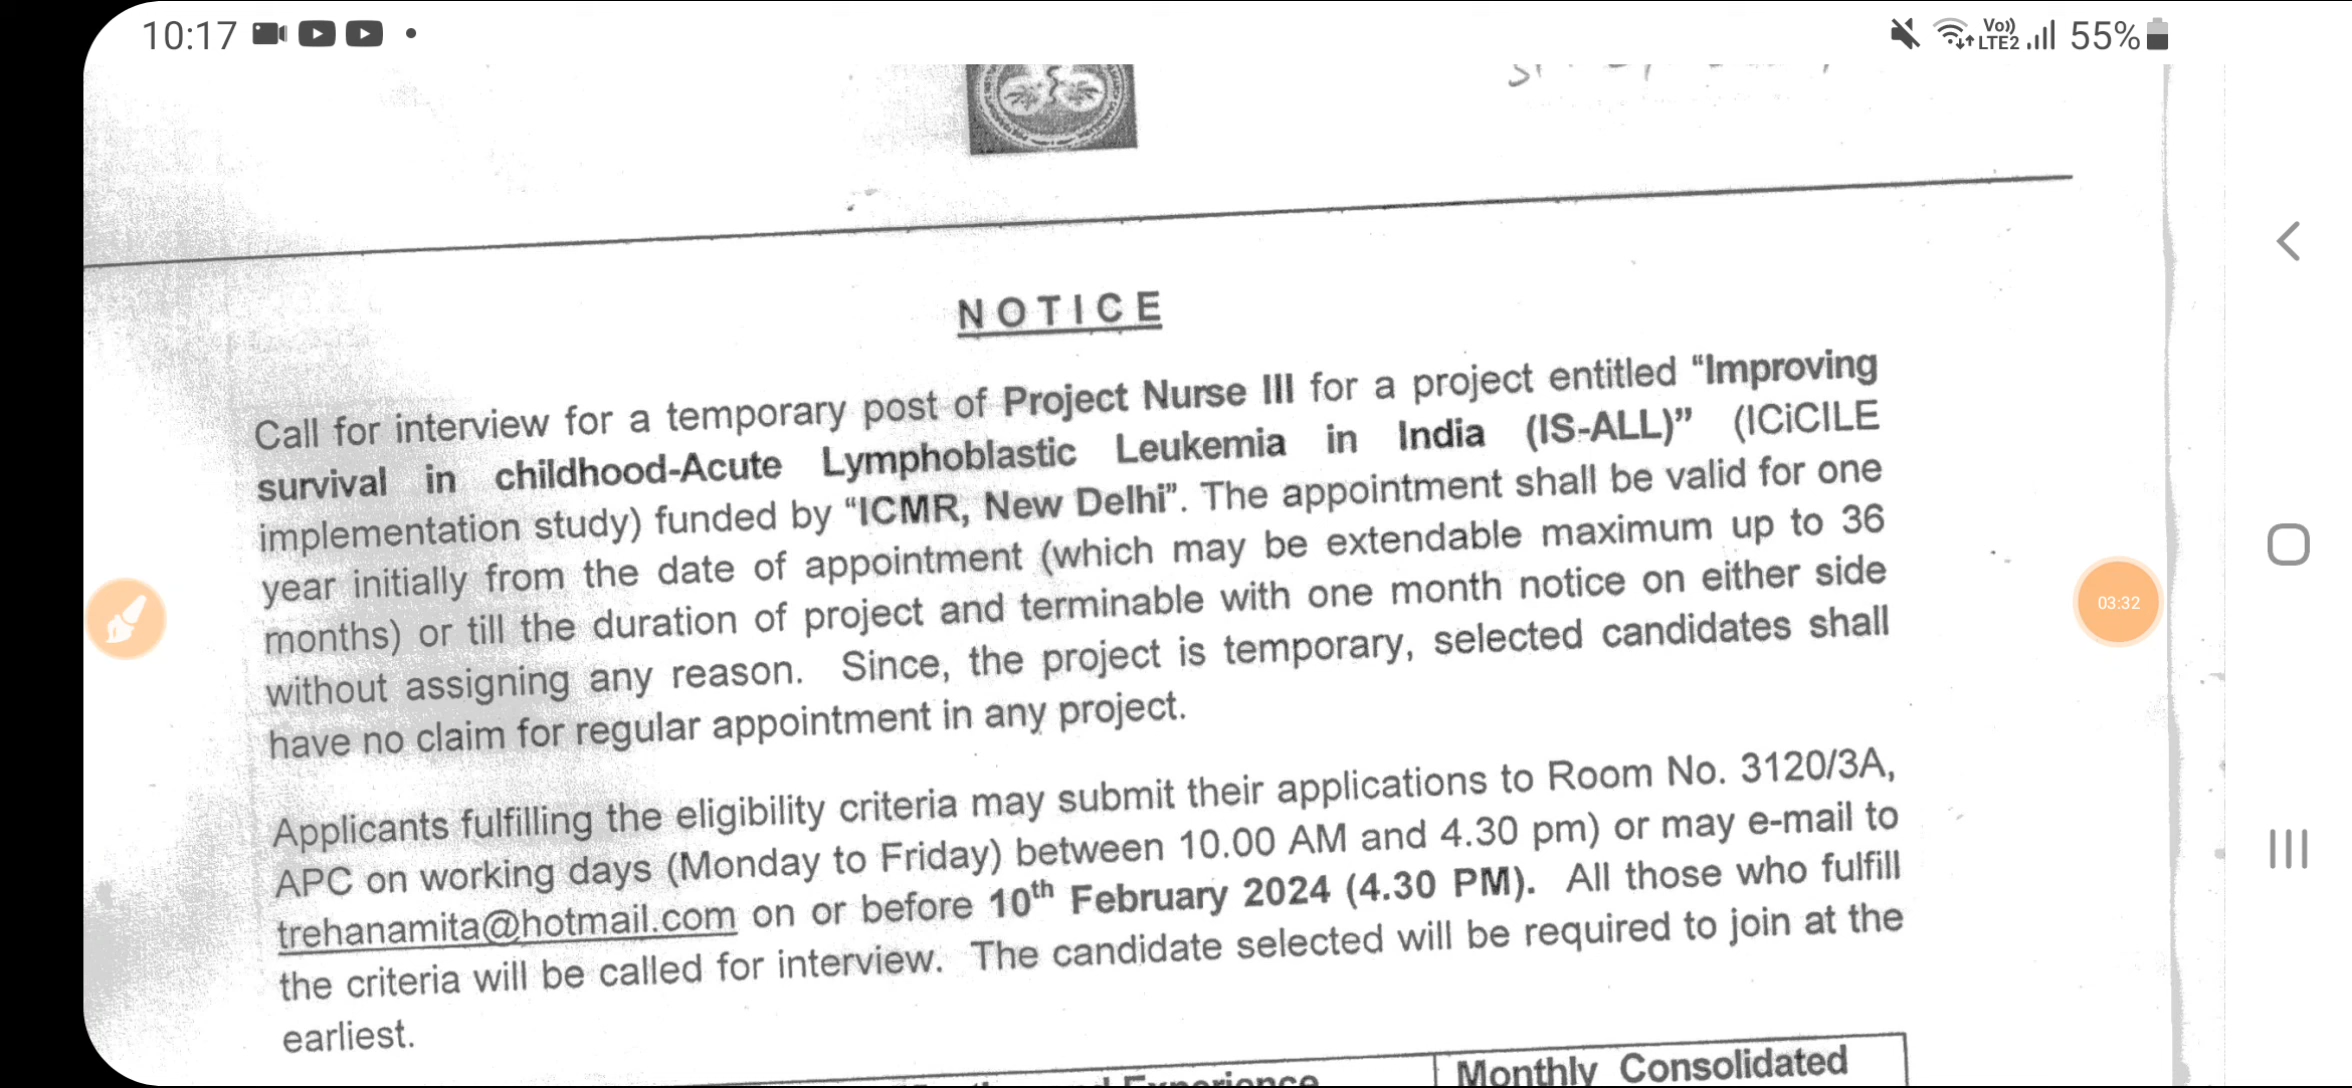 10:17
Vo))
LTE2
55%
NOTICE
Call for interview for a temporary post of Project Nurse III for a project entitled “Improving
survival in childhood-Acute Lymphoblastic Leukemia in India (IS-ALL)” (ICiCILE
implementation study) funded by “ICMR, New Delhi”. The appointment shall be valid for one
year initially from the date of appointment (which may be extendable maximum up to 36
months) or till the duration of project and terminable with one month notice on either side
without assigning any reason. Since, the project is temporary, selected candidates shall
have no claim for regular appointment in any project.
03:32
Applicants fulfilling the eligibility criteria may submit their applications to Room No. 3120/3A,
APC on working days (Monday to Friday) between 10.00 AM and 4.30 pm) or may e-mail to
trehanamita@hotmail.com on or before 10th February 2024 (4.30 PM). All those who fulfill
the criteria will be called for interview. The candidate selected will be required to join at the
earliest.
Experience
Monthly Consolidated